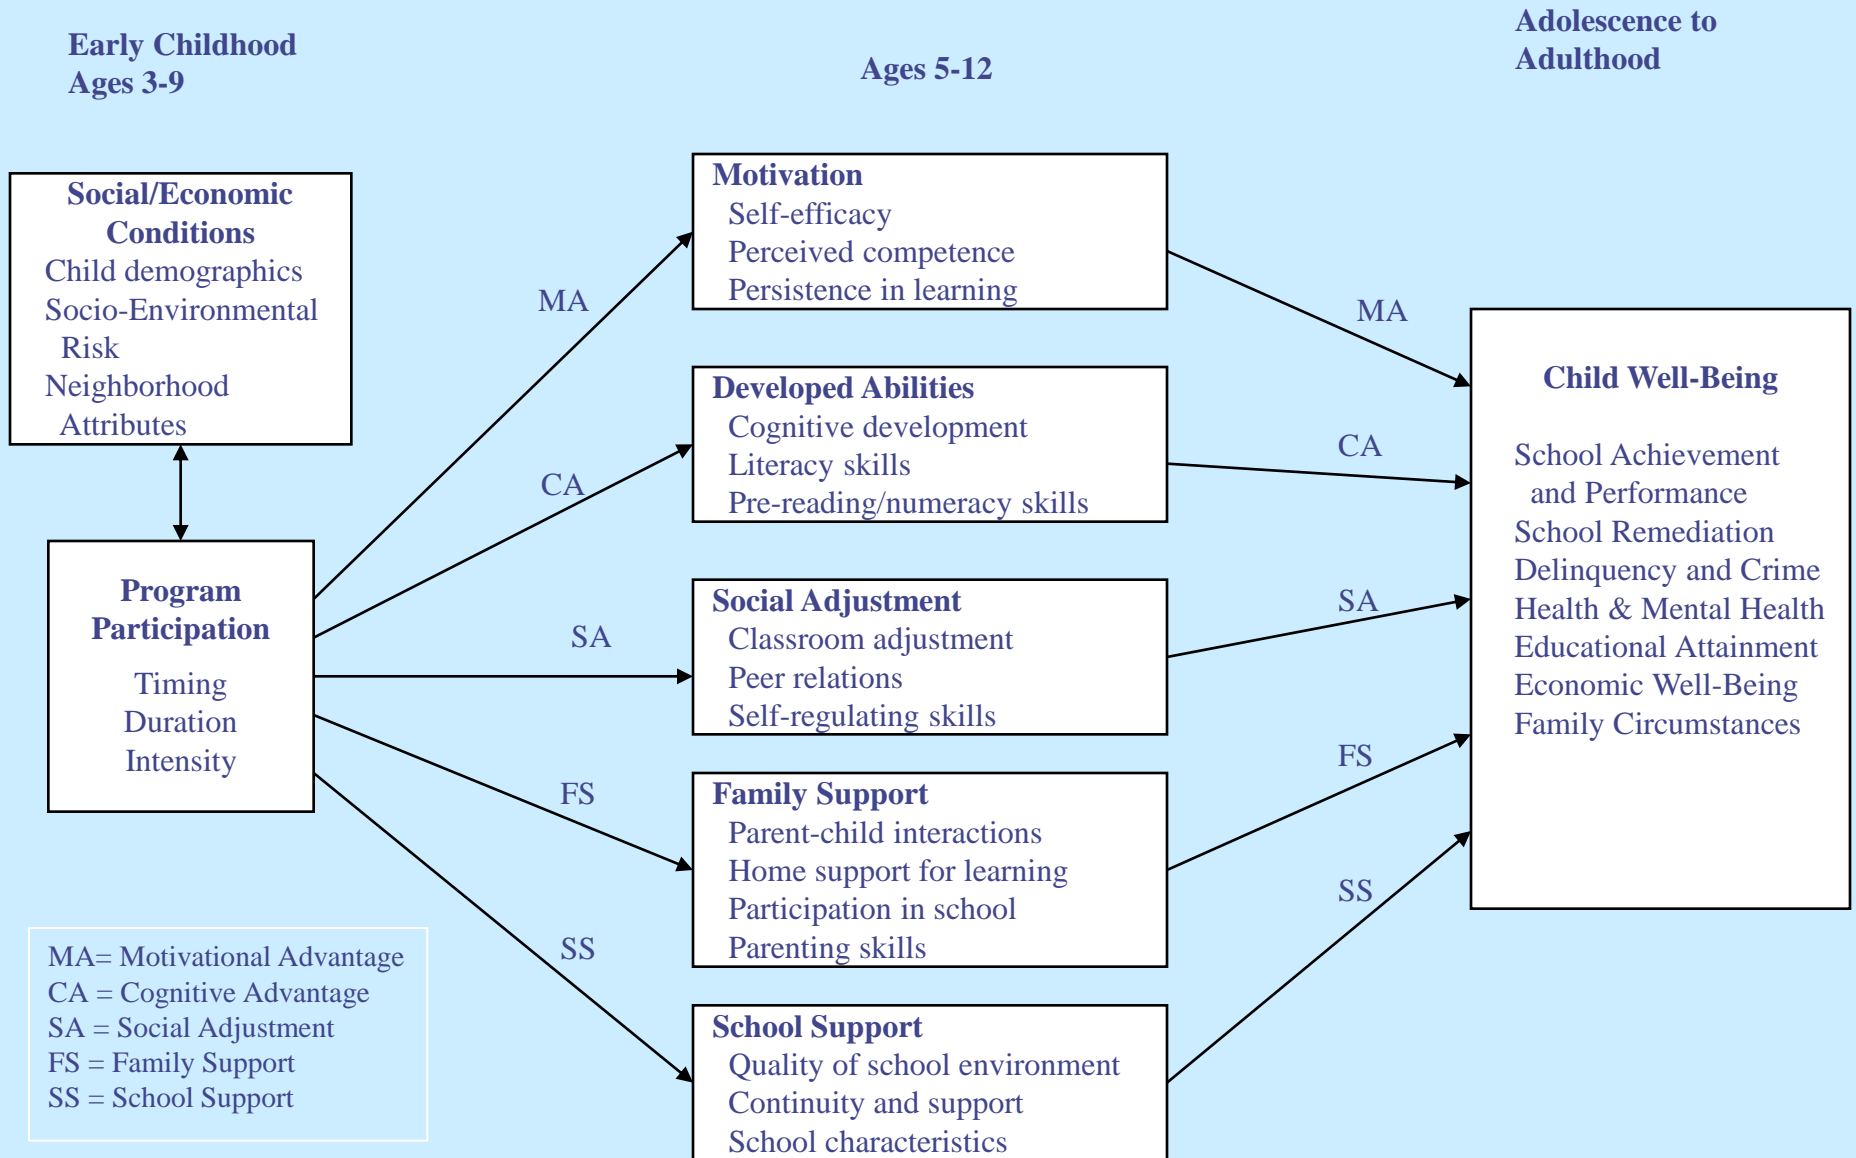 Early Childhood
Ages 3-9
Ages 5-12
Adolescence to
Adulthood
Social/Economic
Conditions
Child demographics
Socio-Environmental
Risk
Neighborhood
Attributes
Program
Participation
Timing
Duration
Intensity
MA
CA
SA
FS
SS
Motivation
Self-efficacy
Perceived competence
Persistence in learning
Developed Abilities
Cognitive development
Literacy skills
Pre-reading/numeracy skills
Social Adjustment
Classroom adjustment
Peer relations
Self-regulating skills
Family Support
Parent-child interactions
Home support for learning
Participation in school
Parenting skills
School Support
Quality of school environment
Continuity and support
School characteristics
MA
CA
SA
FS
SS
Child Well-Being
School Achievement
and Performance
School Remediation
Delinquency and Crime
Health & Mental Health
Educational Attainment
Economic Well-Being
Family Circumstances
MA= Motivational Advantage
CA = Cognitive Advantage
SA = Social Adjustment
FS = Family Support
SS = School Support